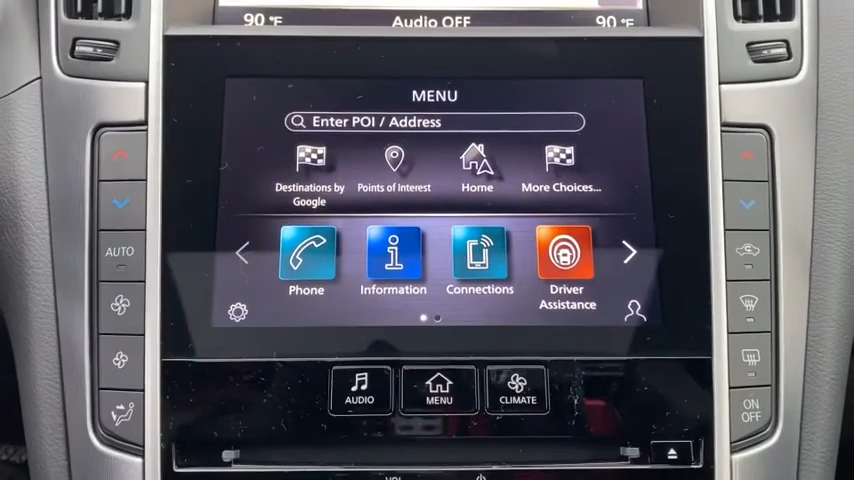 90 °F
Audio OFF
90 °F
MENU
Enter POI / Address
Destinations by
Google
Points of Interest
Home
More Choices...
Phone
Information
Connections
Driver
Assistance
AUTO
AUDIO
MENU
CLIMATE
ON
OFF
VOL